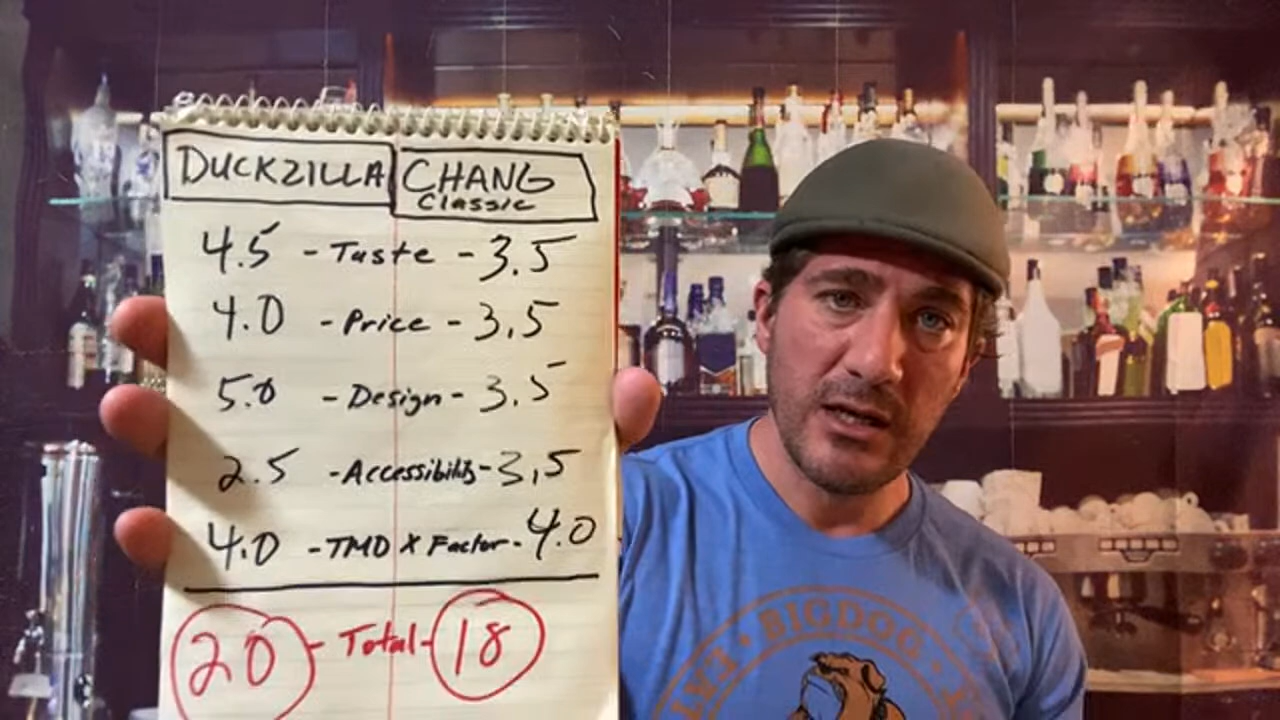 DUCKZILLA CHANG
Classic
4.5 - Taste - 3.5
4.0 - Price - 3.5
5.0 - Design - 3.5
2.5 - Accessibility - 3.5
4.0 - TMD X Factor - 4.0
20 - Total - 18
BIGDOG